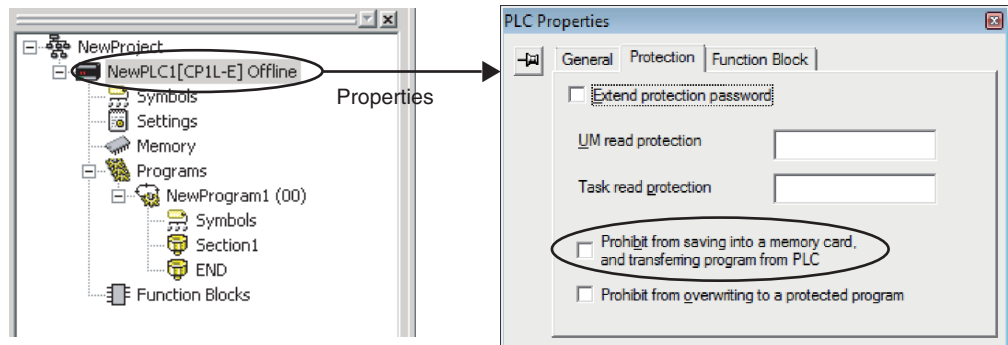 NewProject
NewPLC1[CP1L-E] Offline
Symbols
Settings
Memory
Programs
NewProgram1 (00)
Symbols
Section1
END
Function Blocks
Properties
PLC Properties
General Protection Function Block
Extend protection password
UM read protection
Task read protection
Prohibit from saving into a memory card,
and transferring program from PLC
Prohibit from overwriting to a protected program